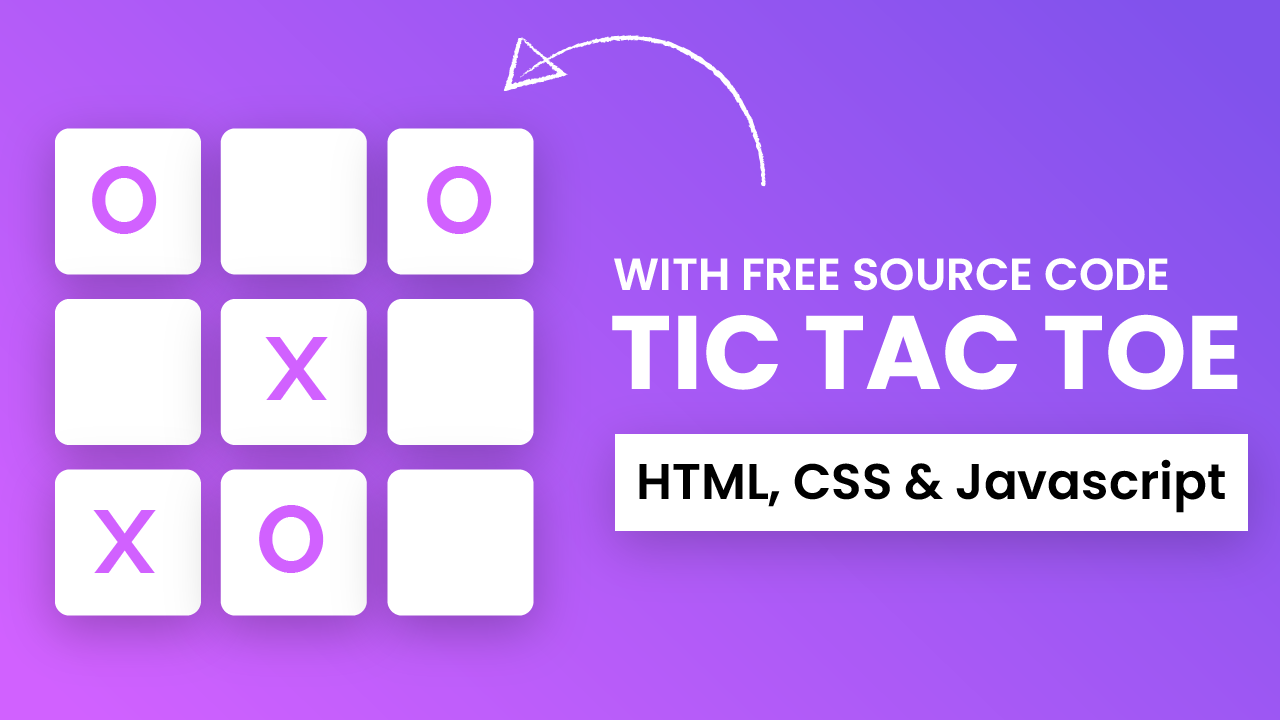 O O
X
X O
WITH FREE SOURCE CODE
TIC TAC TOE
HTML, CSS & Javascript